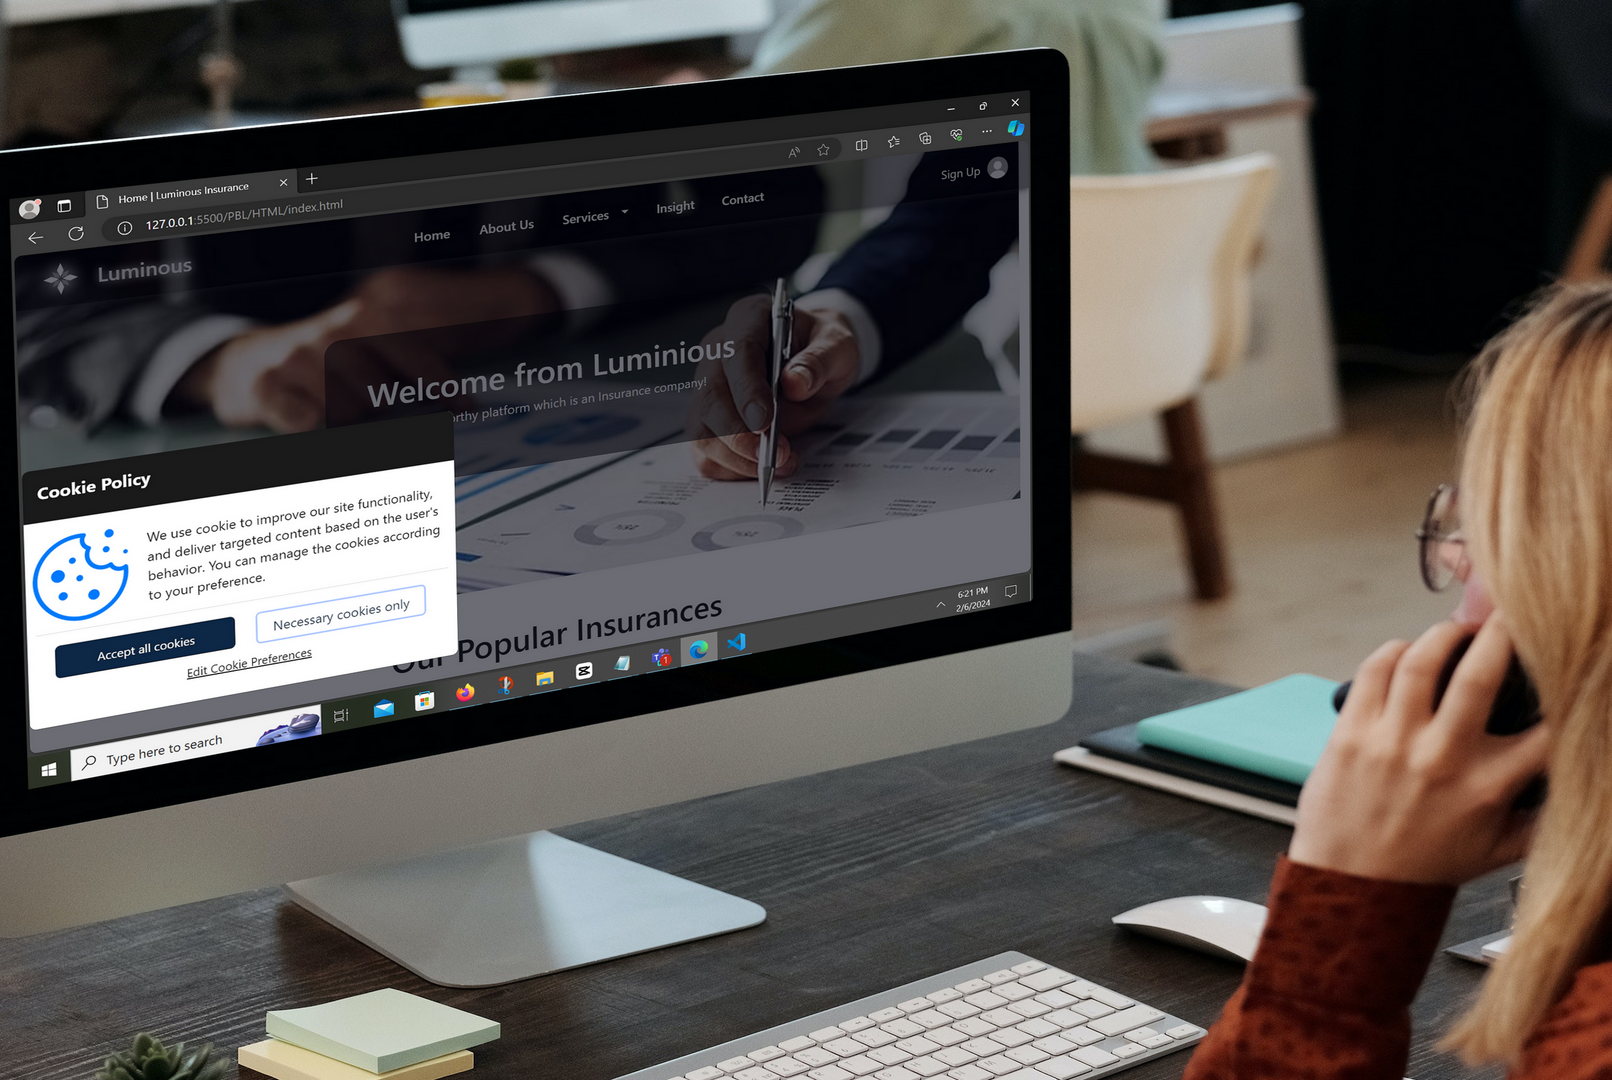 Home | Luminous Insurance
127.0.0.1:5500/PBL/HTML/index.html
Luminous
Home
About Us
Services
Insight
Contact
Sign Up
Welcome from Luminious
orthy platform which is an Insurance company!
Cookie Policy
We use cookie to improve our site functionality,
and deliver targeted content based on the user's
behavior. You can manage the cookies according
to your preference.
Accept all cookies
Necessary cookies only
Edit Cookie Preferences
Our Popular Insurances
Type here to search
1
6:21 PM
2/6/2024